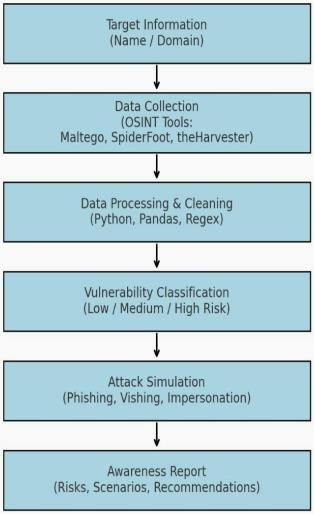 Target Information
(Name / Domain)
Data Collection
(OSINT Tools:
Maltego, SpiderFoot, theHarvester)
Data Processing & Cleaning
(Python, Pandas, Regex)
Vulnerability Classification
(Low / Medium / High Risk)
Attack Simulation
(Phishing, Vishing, Impersonation)
Awareness Report
(Risks, Scenarios, Recommendations)